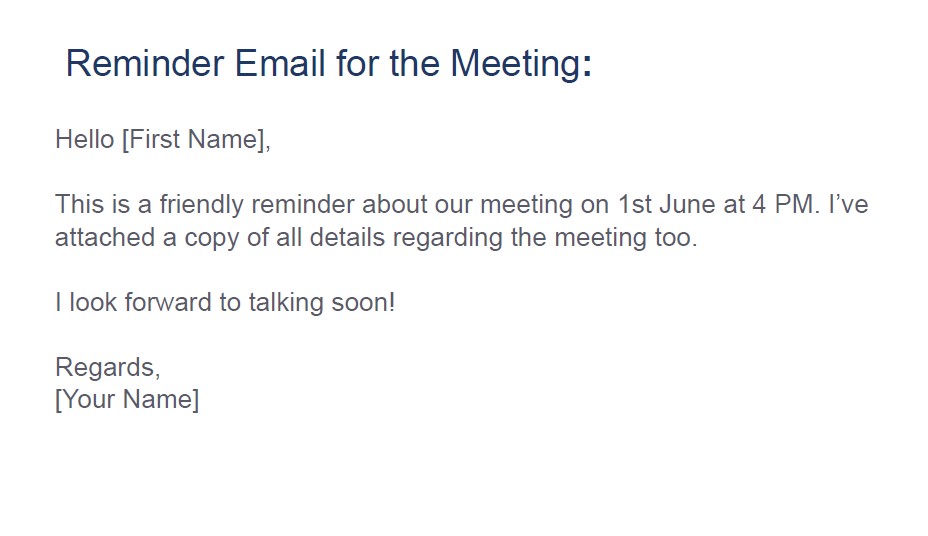 Reminder Email for the Meeting:
Hello [First Name],
This is a friendly reminder about our meeting on 1st June at 4 PM. I’ve
attached a copy of all details regarding the meeting too.
I look forward to talking soon!
Regards,
[Your Name]